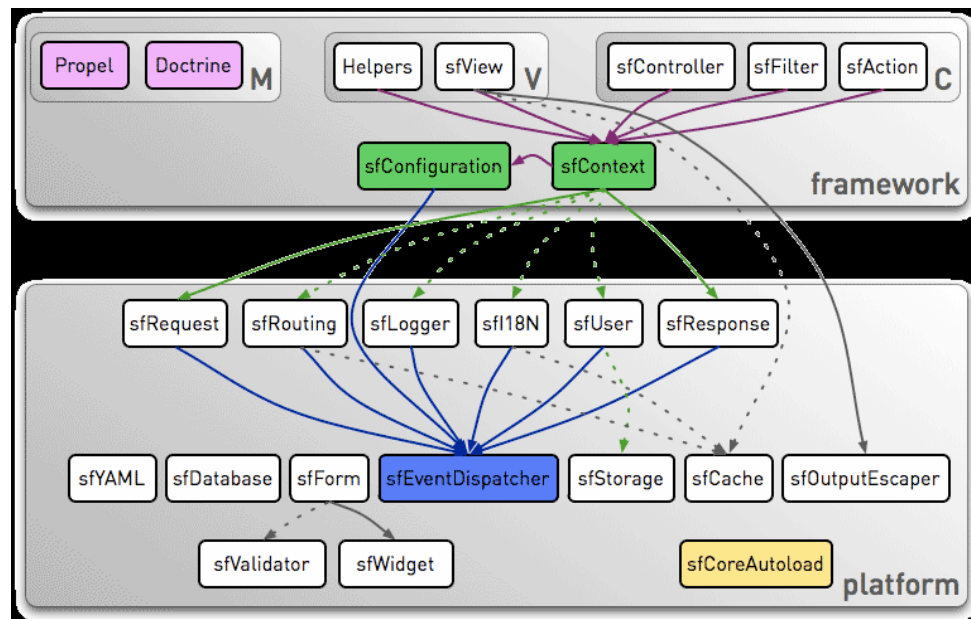 Propel
Doctrine
M
Helpers
sfView
V
sfController
sfFilter
sfAction
C
sfConfiguration
sfContext
framework
sfRequest
sfRouting
sfLogger
sfI18N
sfUser
sfResponse
sfYAML
sfDatabase
sfForm
sfEventDispatcher
sfStorage
sfCache
sfOutputEscaper
sfValidator
sfWidget
sfCoreAutoload
platform